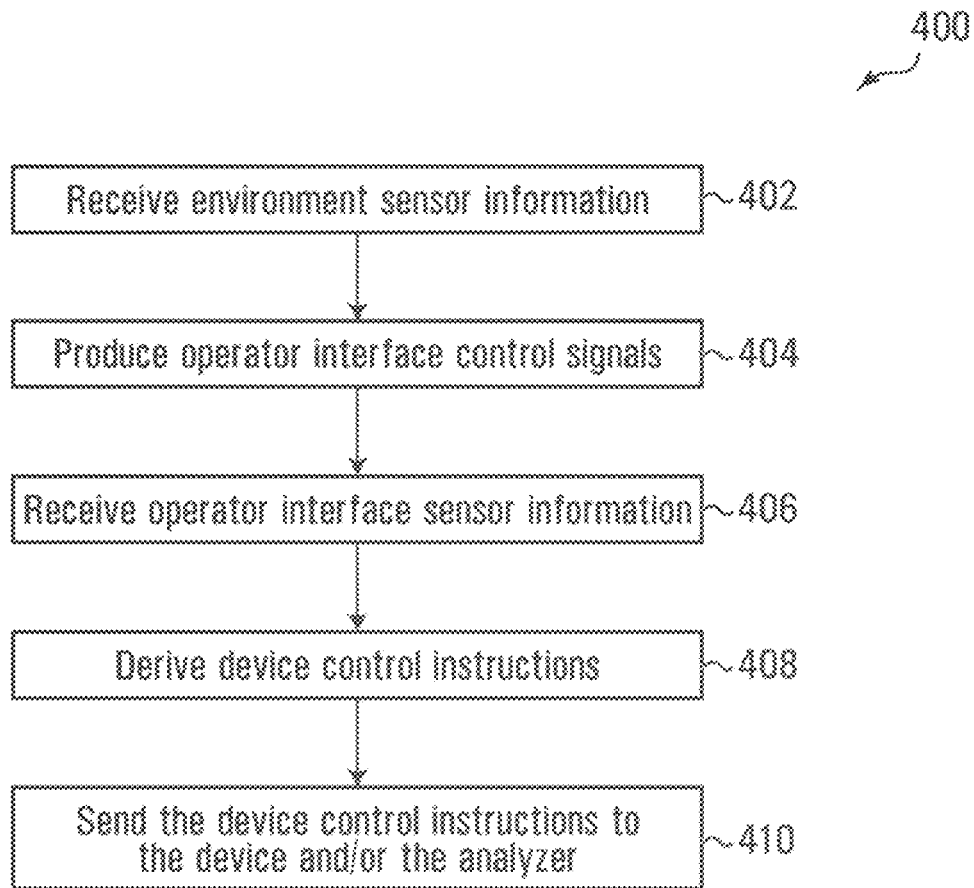 400
Receive environment sensor information 402
Produce operator interface control signals 404
Receive operator interface sensor information 406
Derive device control instructions 408
Send the device control instructions to
the device and/or the analyzer 410